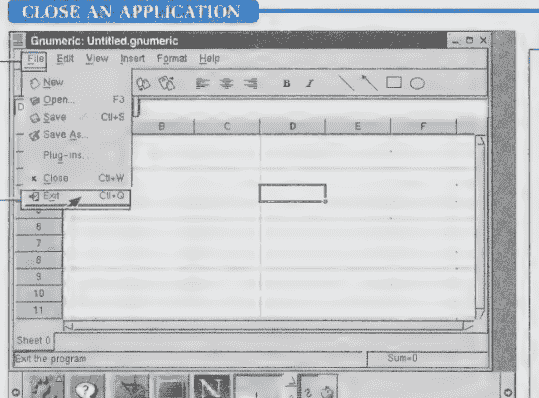 CLOSE AN APPLICATION
Gnumeric: Untitled.gnumeric
File Edit View Insert Format Help
New
Open... F3
Save Ctl+S
Save As...
Plug-ins...
Close Ctl+W
Exit Ctl+Q
B I
B C D E F
6
7
8
9
10
11
Sheet 0
Exit the program Sum=0
N